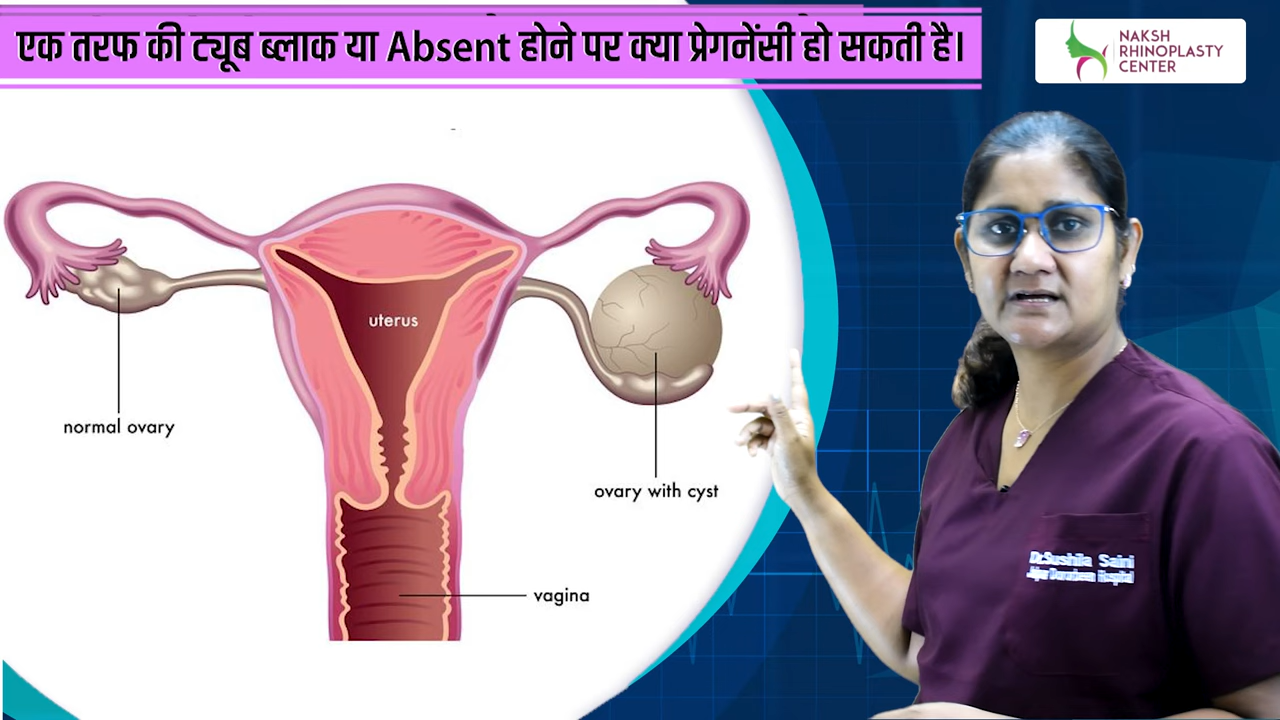 एक तरफ की ट्यूब ब्लाक या Absent होने पर क्या प्रेगनेंसी हो सकती है।
NAKSH
RHINOPLASTY
CENTER
uterus
normal ovary
ovary with cyst
vagina
Dr.Sushila Saini
Hospital